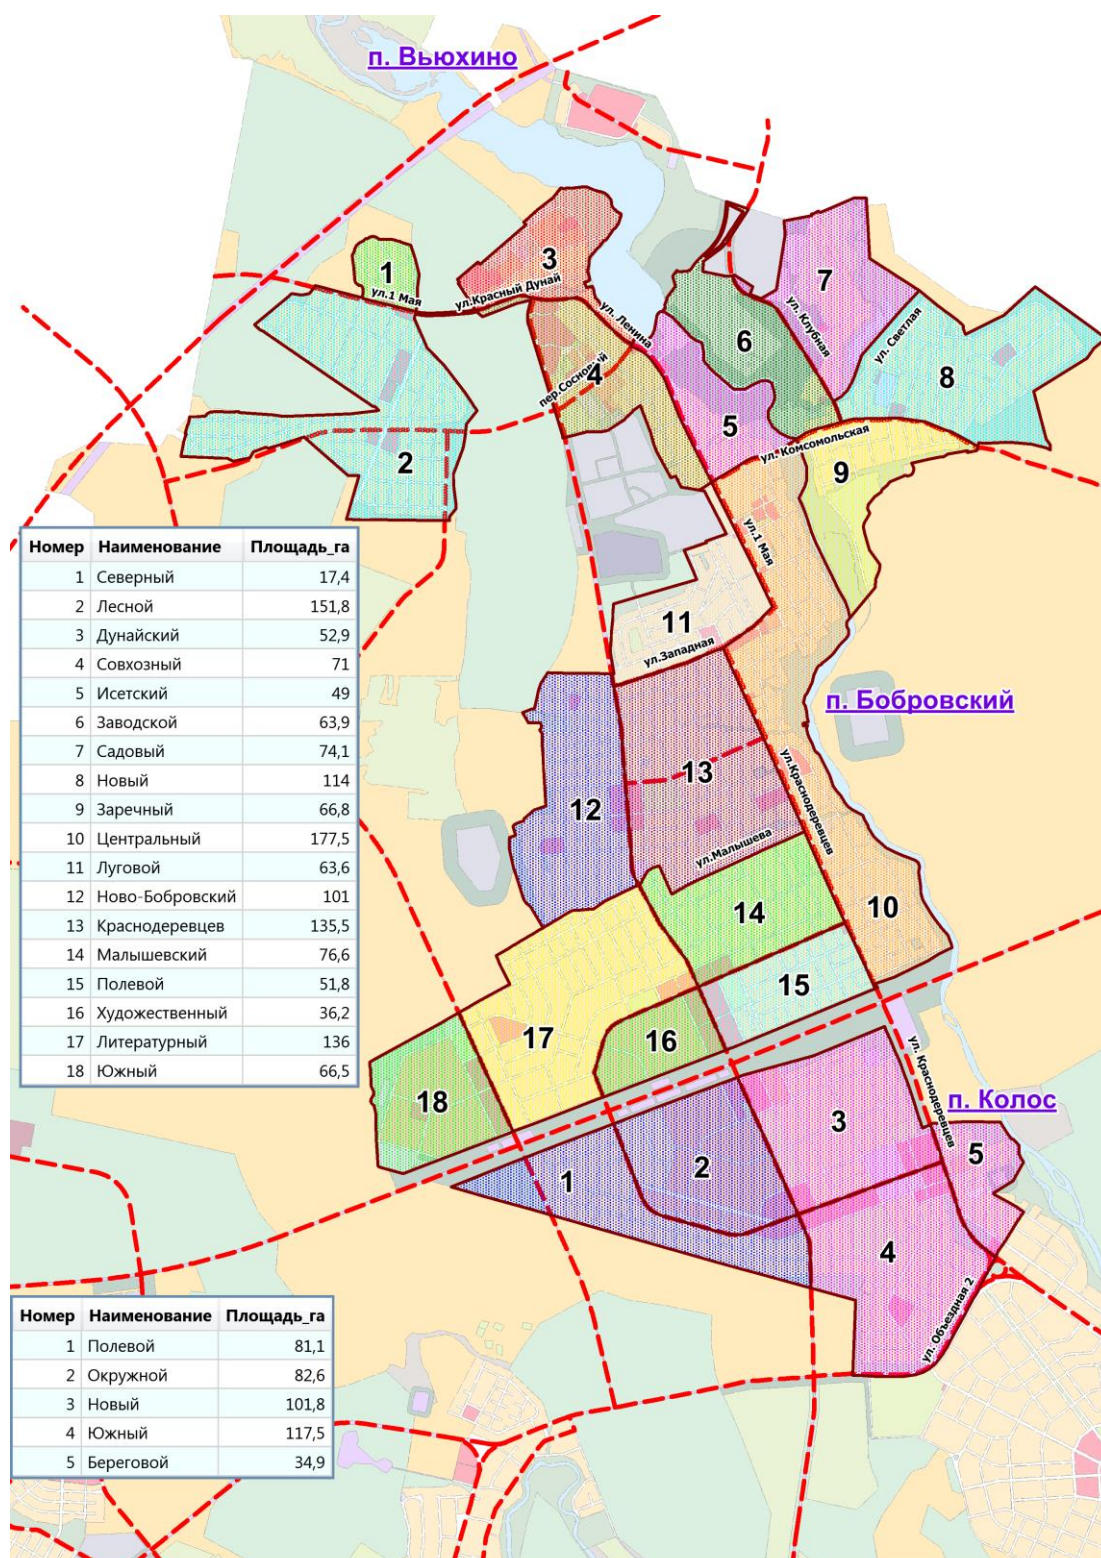 п. Вьюхино
1
3
7
ул.1 Мая
ул.Красный Дунай
ул. Ленина
ул. Клубная
6
ул. Светлая
4
пер.Сосновый
8
5
ул. Комсомольская
2
9
ул.1 Мая
11
ул.Западная
п. Бобровский
13
ул.Краснодеревцев
12
ул.Малышева
14
10
15
17
16
18
ул. Краснодеревцев
п. Колос
3
5
1
2
4
ул. Объездная 2
Номер Наименование Площадь_га
1 Северный 17,4
2 Лесной 151,8
3 Дунайский 52,9
4 Совхозный 71
5 Исетский 49
6 Заводской 63,9
7 Садовый 74,1
8 Новый 114
9 Заречный 66,8
10 Центральный 177,5
11 Луговой 63,6
12 Ново-Бобровский 101
13 Краснодеревцев 135,5
14 Малышевский 76,6
15 Полевой 51,8
16 Художественный 36,2
17 Литературный 136
18 Южный 66,5
Номер Наименование Площадь_га
1 Полевой 81,1
2 Окружной 82,6
3 Новый 101,8
4 Южный 117,5
5 Береговой 34,9